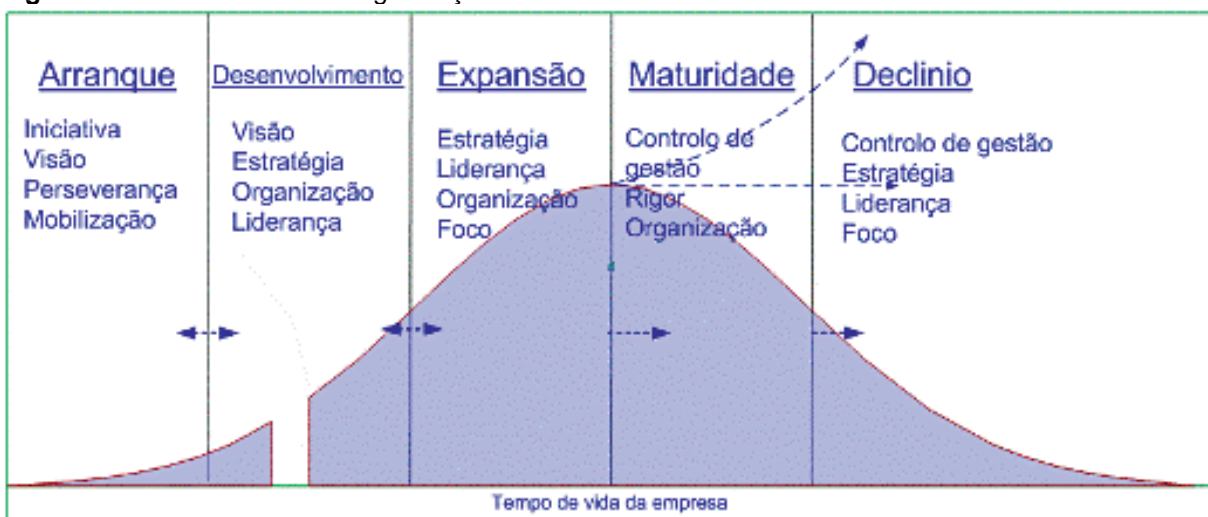 Arranque
Iniciativa
Visão
Perseverança
Mobilização
Desenvolvimento
Visão
Estratégia
Organização
Liderança
Expansão
Estratégia
Liderança
Organização
Foco
Maturidade
Controlo de
gestão
Rigor
Organização
Declinio
Controlo de gestão
Estratégia
Liderança
Foco
Tempo de vida da empresa